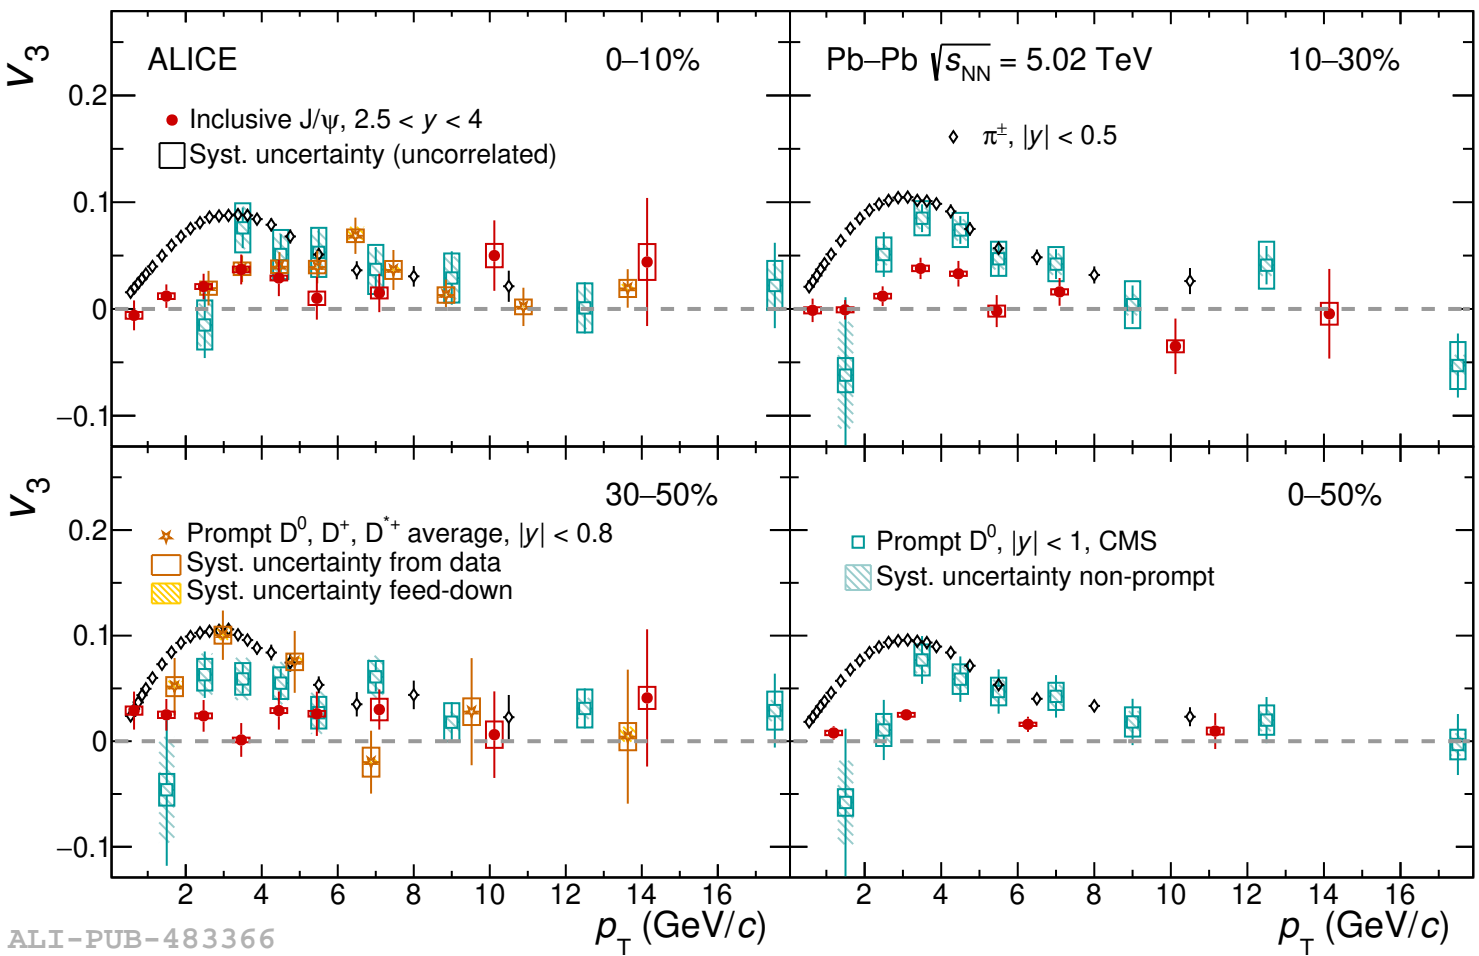 ALICE
0–10%
Pb–Pb √sNN = 5.02 TeV
10–30%
v3
0.2
0.1
0
−0.1
Inclusive J/ψ, 2.5 < y < 4
Syst. uncertainty (uncorrelated)
π±, |y| < 0.5
30–50%
0–50%
v3
0.2
0.1
0
−0.1
Prompt D0, D+, D*+ average, |y| < 0.8
Syst. uncertainty from data
Syst. uncertainty feed-down
Prompt D0, |y| < 1, CMS
Syst. uncertainty non-prompt
2 4 6 8 10 12 14 16
2 4 6 8 10 12 14 16
pT (GeV/c)
pT (GeV/c)
ALI-PUB-483366